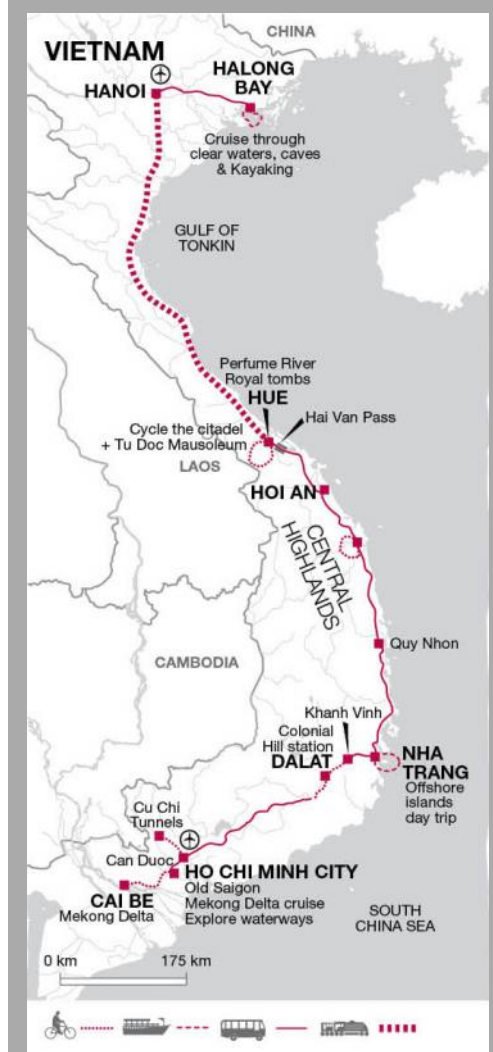 CHINA
VIETNAM
HANOI
HALONG
BAY
Cruise through
clear waters, caves
& Kayaking
GULF OF
TONKIN
Perfume River
Royal tombs
HUE
Hai Van Pass
Cycle the citadel
+ Tu Doc Mausoleum
LAOS
HOI AN
CENTRAL
HIGHLANDS
Quy Nhon
CAMBODIA
Khanh Vinh
Colonial
Hill station
DALAT
NHA
TRANG
Offshore
islands
day trip
Cu Chi
Tunnels
Can Duoc
HO CHI MINH CITY
Old Saigon
Mekong Delta cruise
Explore waterways
CAI BE
Mekong Delta
SOUTH
CHINA SEA
0 km
175 km